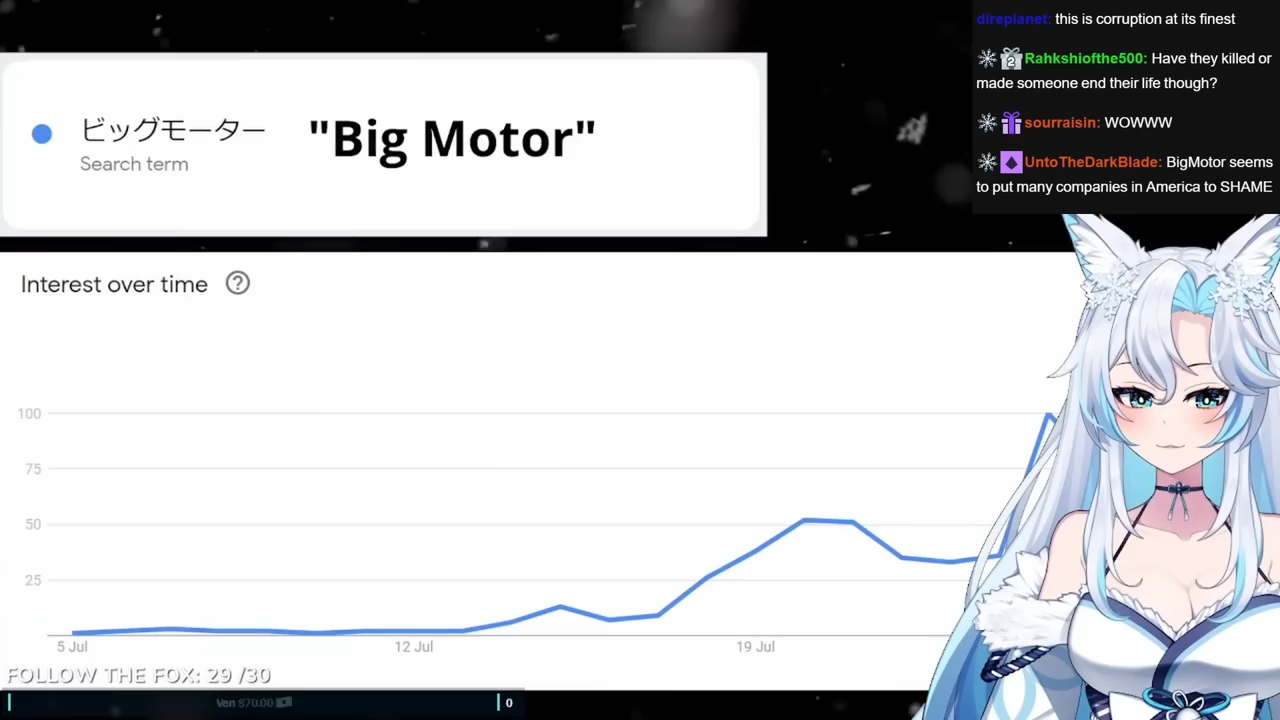 direplanet: this is corruption at its finest
Rahkshiofthe500: Have they killed or
made someone end their life though?
sourraisin: WOWWW
UntoTheDarkBlade: BigMotor seems
to put many companies in America to SHAME
ビッグモーター
"Big Motor"
Search term
Interest over time ?
100
75
50
25
5 Jul
12 Jul
19 Jul
FOLLOW THE FOX: 29 /30
Ven $70.00
0